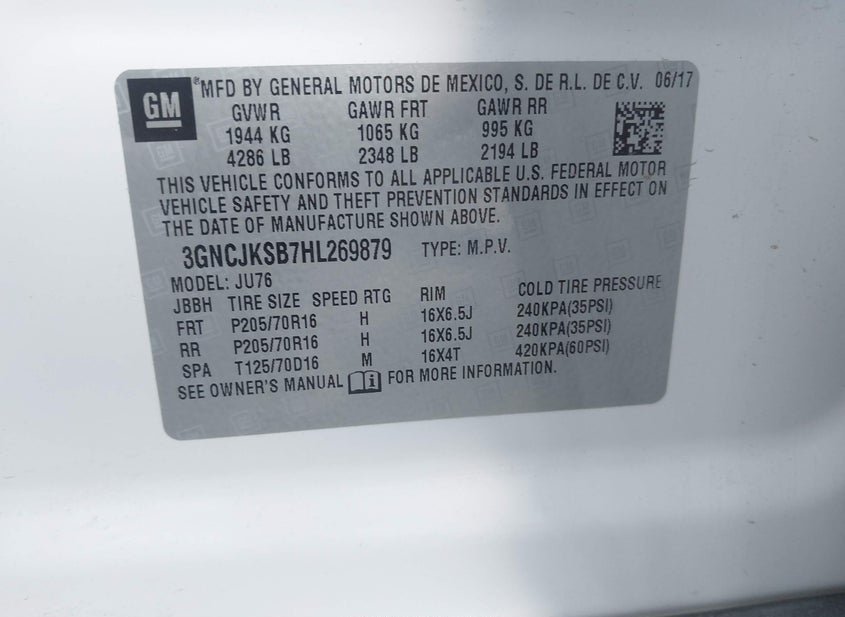 GM ®MFD BY GENERAL MOTORS DE MEXICO, S. DE R.L. DE C.V. 06/17
GVWR GAWR FRT GAWR RR
1944 KG 1065 KG 995 KG
4286 LB 2348 LB 2194 LB
THIS VEHICLE CONFORMS TO ALL APPLICABLE U.S. FEDERAL MOTOR
VEHICLE SAFETY AND THEFT PREVENTION STANDARDS IN EFFECT ON
THE DATE OF MANUFACTURE SHOWN ABOVE.
3GNCJKSB7HL269879 TYPE: M.P.V.
MODEL: JU76
JBBH TIRE SIZE SPEED RTG RIM COLD TIRE PRESSURE
FRT P205/70R16 H 16X6.5J 240KPA(35PSI)
RR P205/70R16 H 16X6.5J 240KPA(35PSI)
SPA T125/70D16 M 16X4T 420KPA(60PSI)
SEE OWNER'S MANUAL FOR MORE INFORMATION.